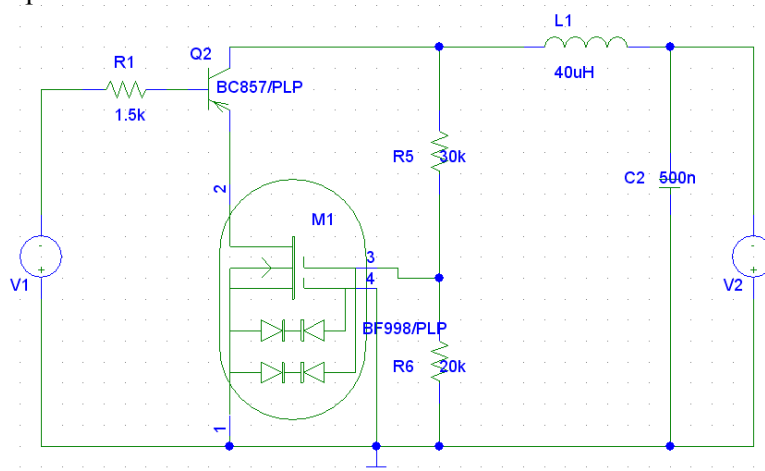 L1
40uH
Q2
R1
BC857/PLP
1.5k
R5
30k
C2
500n
2
M1
3
4
V1
V2
BF998/PLP
R6
20k
1